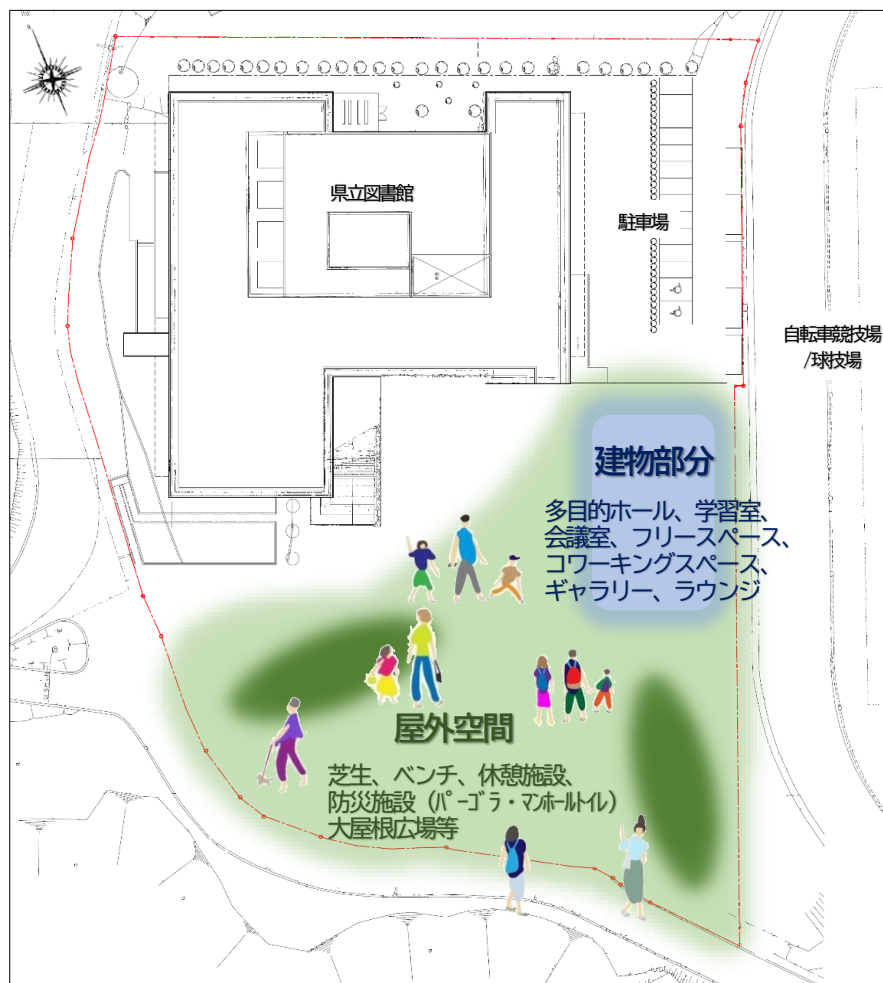 県立図書館
駐車場
自転車競技場
/球技場
建物部分
多目的ホール、学習室、
会議室、フリースペース、
コワーキングスペース、
ギャラリー、ラウンジ
屋外空間
芝生、ベンチ、休憩施設、
防災施設（パーゴラ・マンホールトイレ）
大屋根広場等